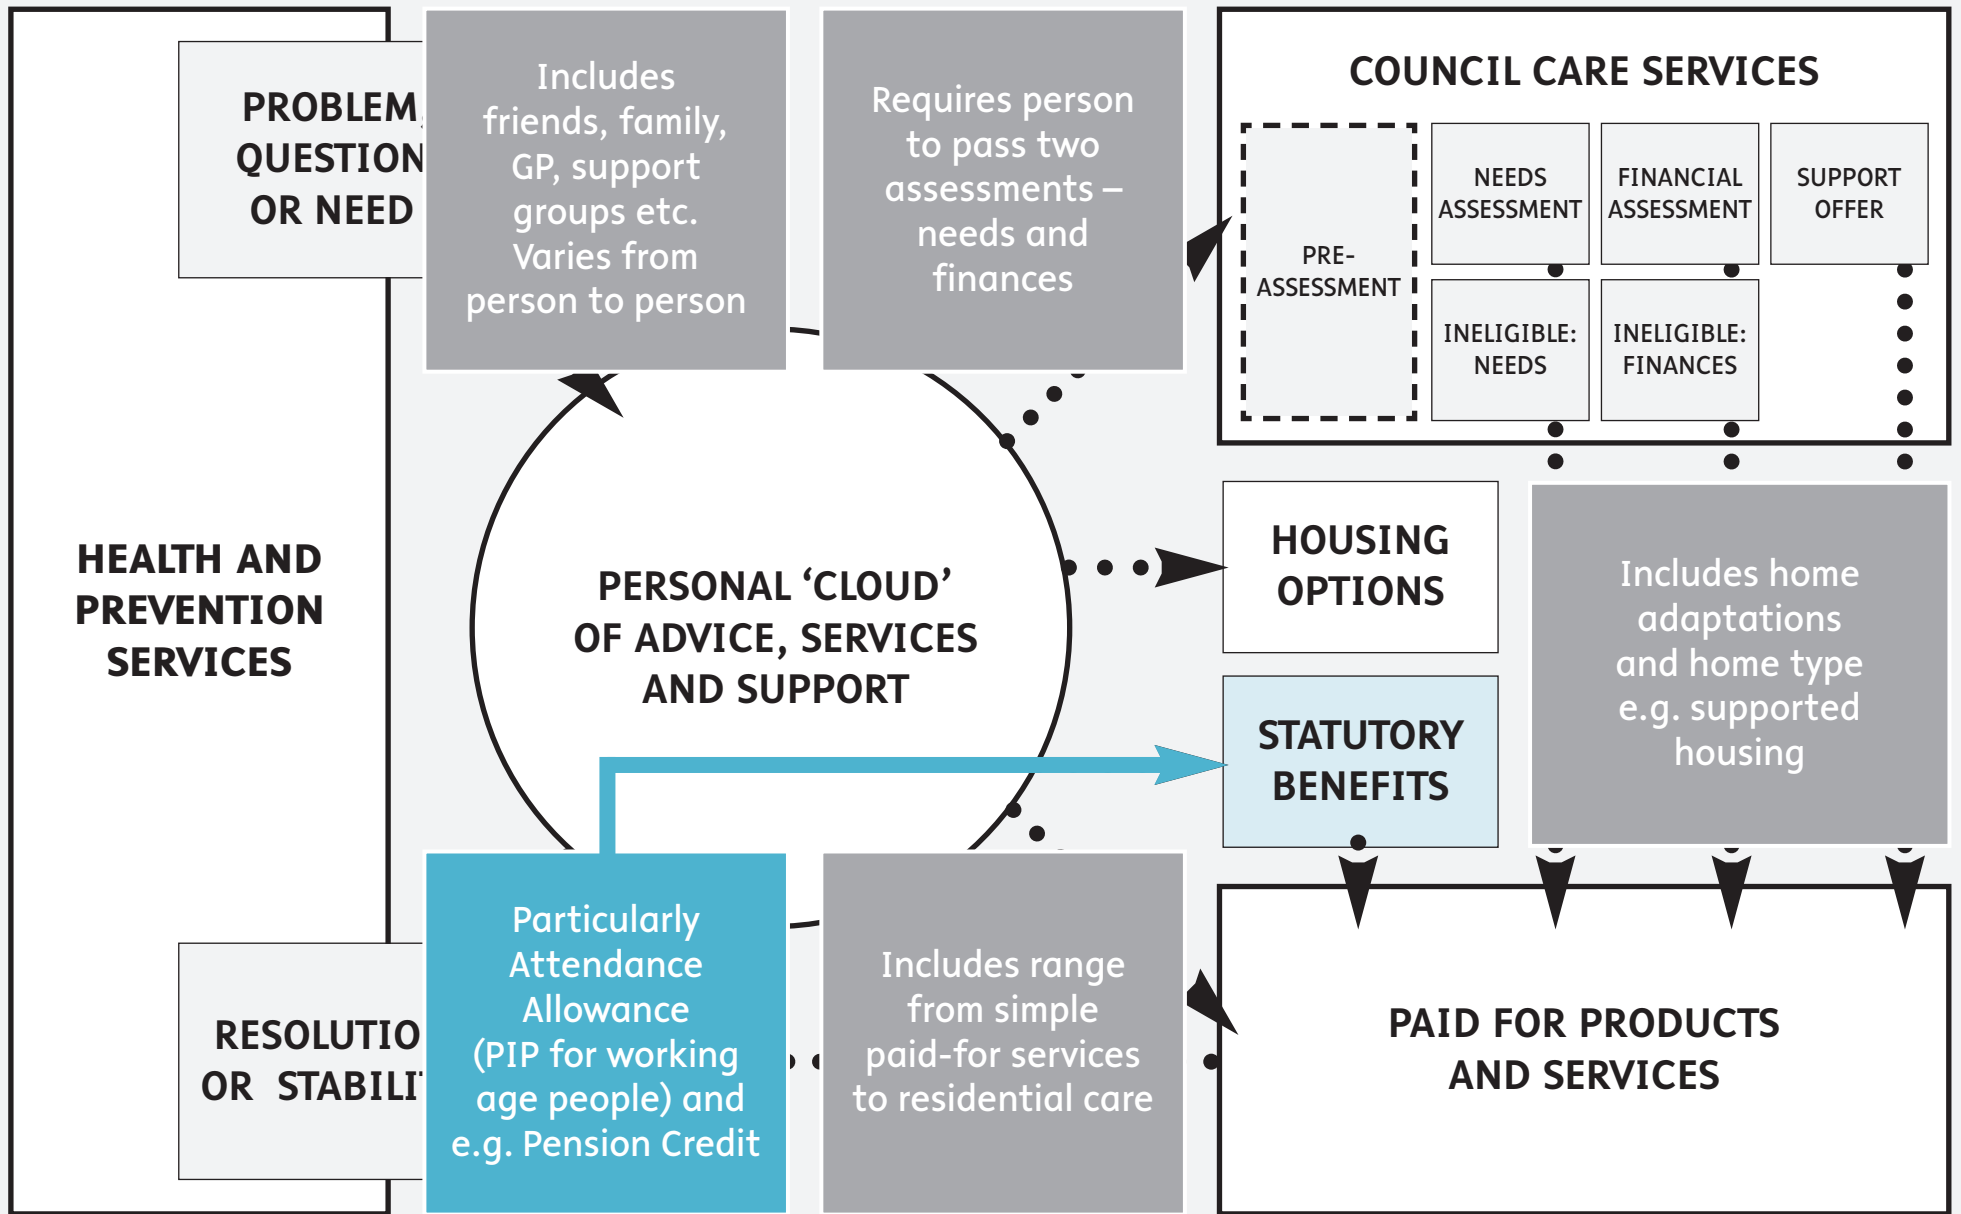 PROBLEM,
QUESTION
OR NEED
Includes
friends, family,
GP, support
groups etc.
Varies from
person to person
Requires person
to pass two
assessments –
needs and
finances
COUNCIL CARE SERVICES
PRE-
ASSESSMENT
NEEDS
ASSESSMENT
FINANCIAL
ASSESSMENT
SUPPORT
OFFER
INELIGIBLE:
NEEDS
INELIGIBLE:
FINANCES
HEALTH AND
PREVENTION
SERVICES
PERSONAL ‘CLOUD’
OF ADVICE, SERVICES
AND SUPPORT
HOUSING
OPTIONS
STATUTORY
BENEFITS
Includes home
adaptations
and home type
e.g. supported
housing
RESOLUTIO
OR STABILI
Particularly
Attendance
Allowance
(PIP for working
age people) and
e.g. Pension Credit
Includes range
from simple
paid-for services
to residential care
PAID FOR PRODUCTS
AND SERVICES